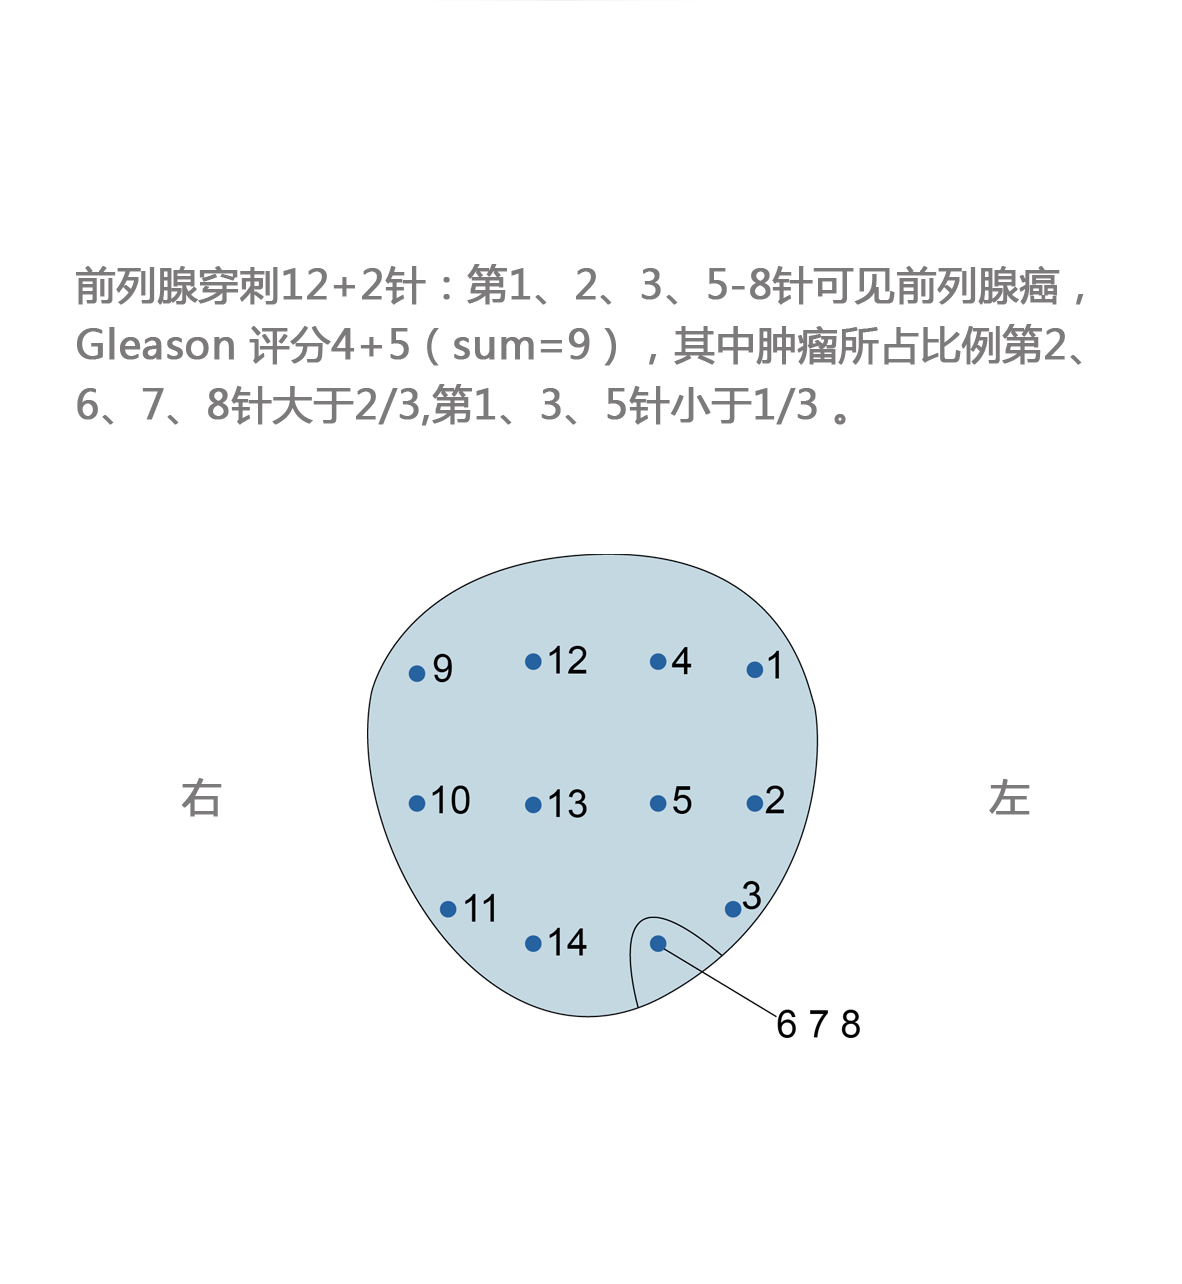 前列腺穿刺12+2针：第1、2、3、5-8针可见前列腺癌，
Gleason 评分4+5（sum=9），其中肿瘤所占比例第2、
6、7、8针大于2/3,第1、3、5针小于1/3 。
9 12 4 1
右 10 13 5 2 左
11 3
14
6 7 8